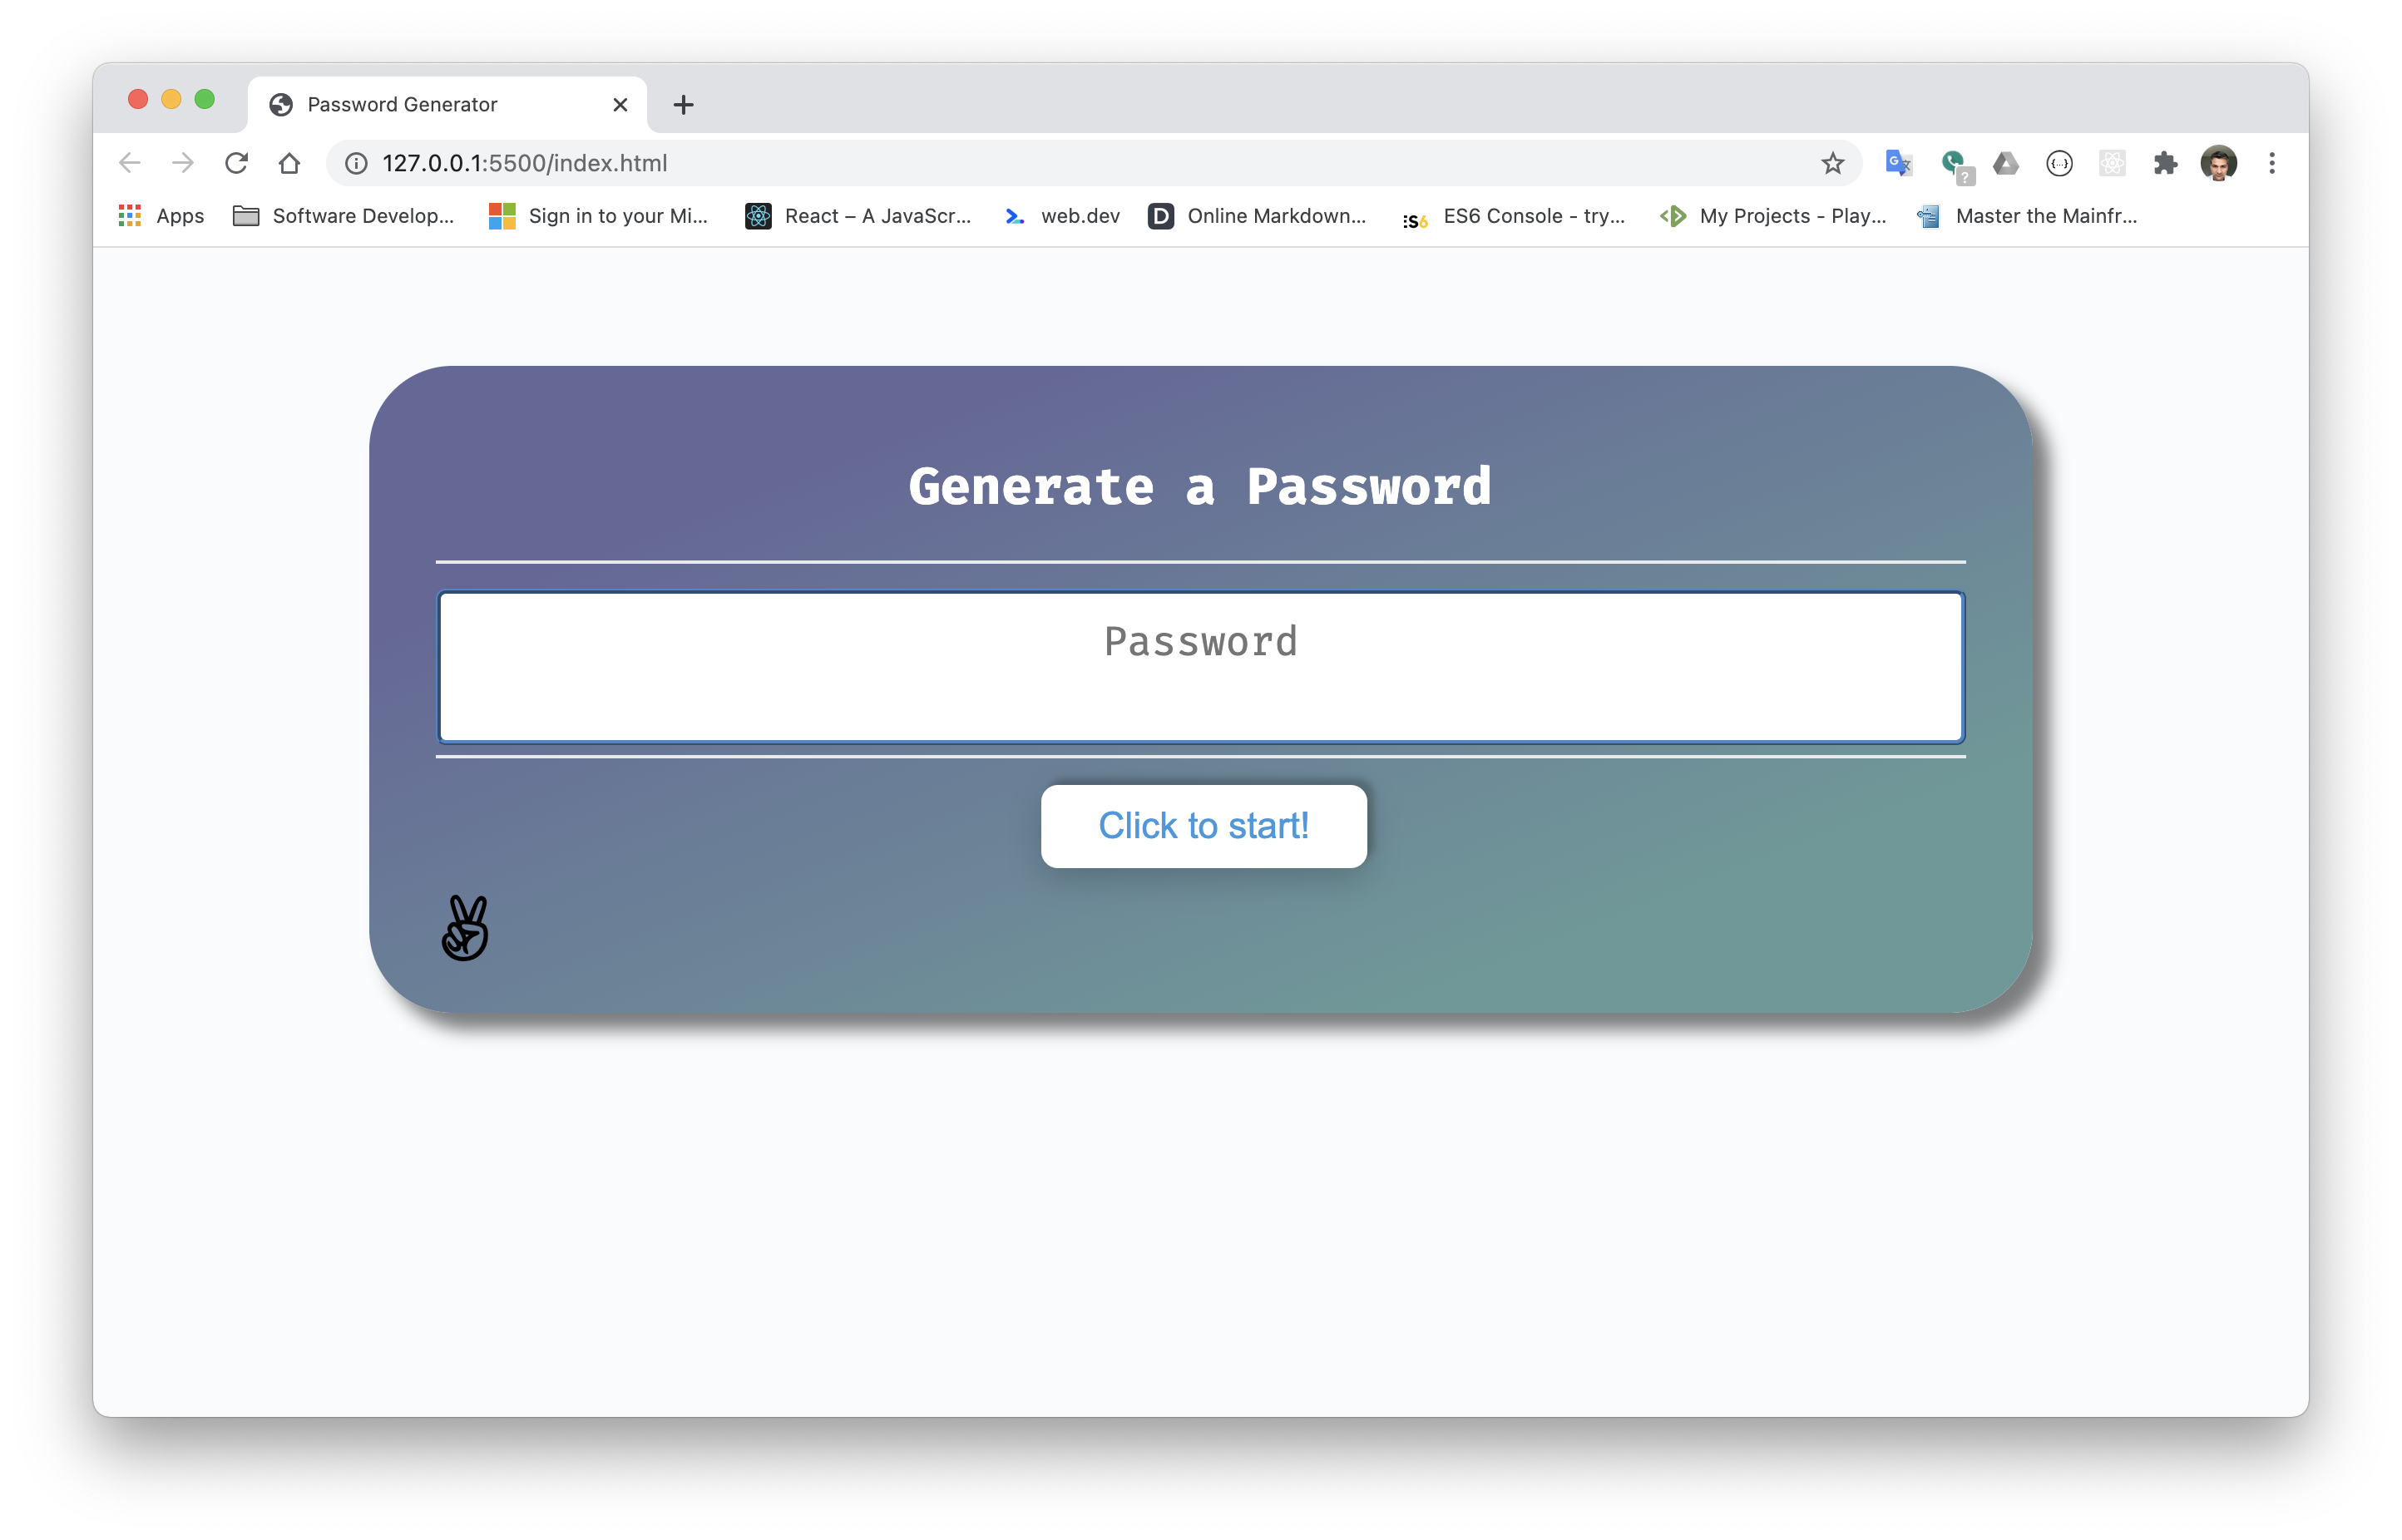 Password Generator
127.0.0.1:5500/index.html
Apps Software Develop... Sign in to your Mi... React – A JavaScr... web.dev D Online Markdown... ES6 Console - try... My Projects - Play... Master the Mainfr...
Generate a Password
Password
Click to start!